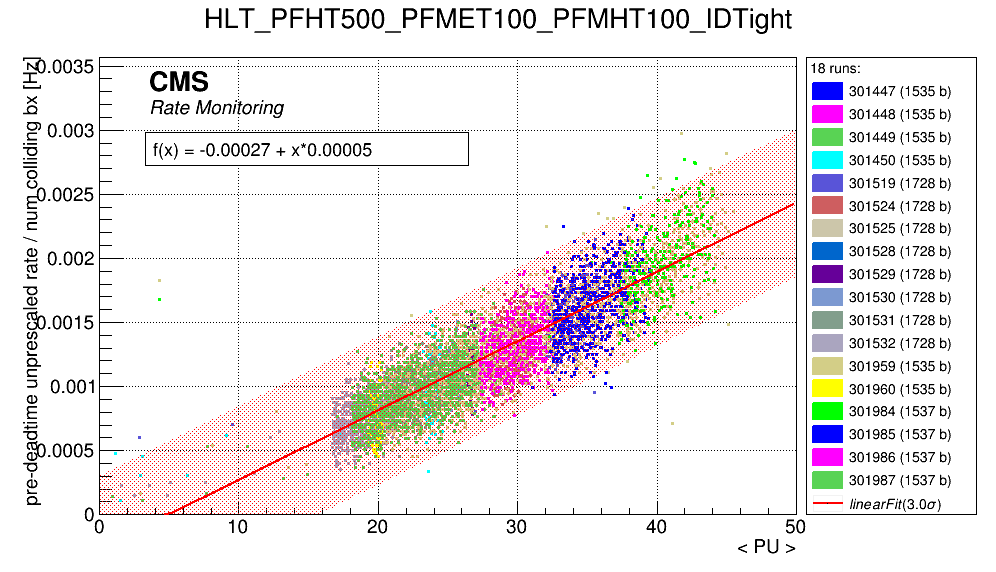 HLT_PFHT500_PFMET100_PFMHT100_IDTight
pre-deadtime unprescaled rate / num colliding bx [Hz]
0.0035
0.003
0.0025
0.002
0.0015
0.001
0.0005
0
CMS
Rate Monitoring
f(x) = -0.00027 + x*0.00005
0 10 20 30 40 50
< PU >
18 runs:
301447 (1535 b)
301448 (1535 b)
301449 (1535 b)
301450 (1535 b)
301519 (1728 b)
301524 (1728 b)
301525 (1728 b)
301528 (1728 b)
301529 (1728 b)
301530 (1728 b)
301531 (1728 b)
301532 (1728 b)
301959 (1535 b)
301960 (1535 b)
301984 (1537 b)
301985 (1537 b)
301986 (1537 b)
301987 (1537 b)
linearFit(3.0σ)